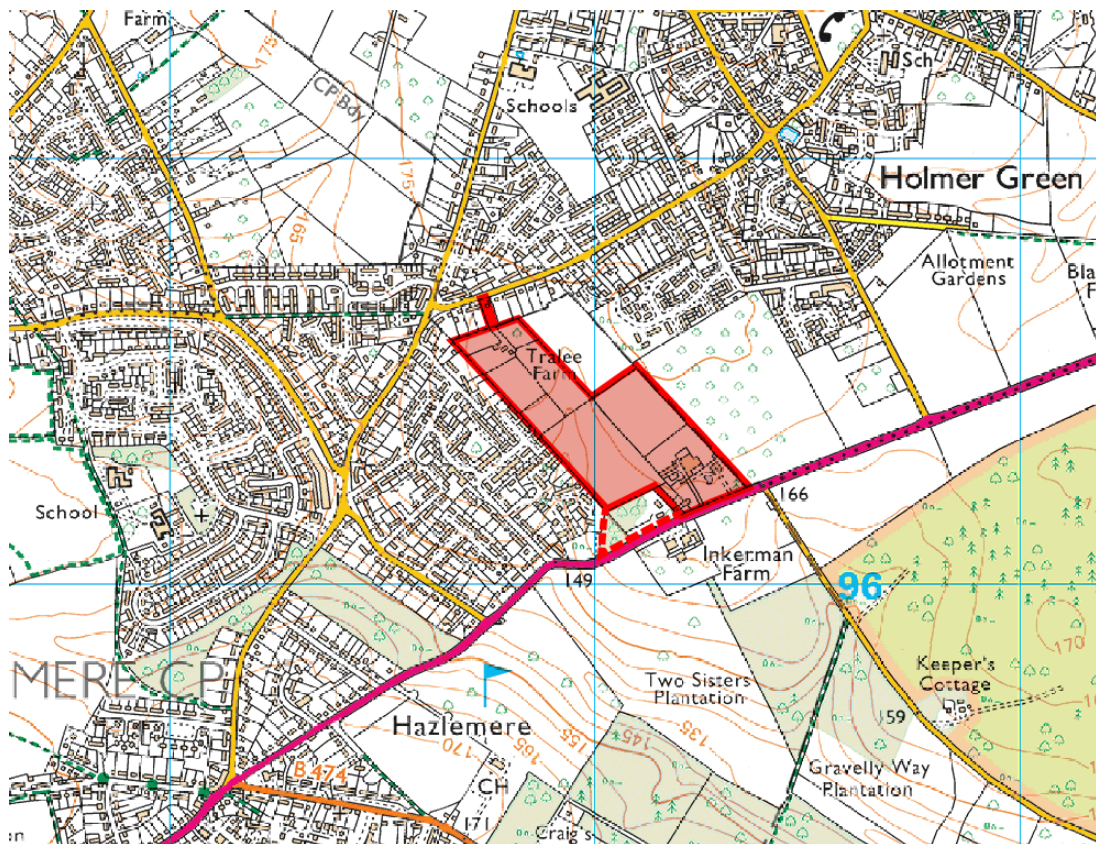 Farm
175
CP Bdy
Schools
Sch
175
165
Holmer Green
Allotment
Gardens
Bla
F
Tralee
Farm
166
School
149
Inkerman
Farm
96
170
MERE CP
Keeper's
Cottage
Two Sisters
Plantation
159
Hazlemere
170
165
155
145
135
B 474
CH
Gravelly Way
Plantation
171
Craig's